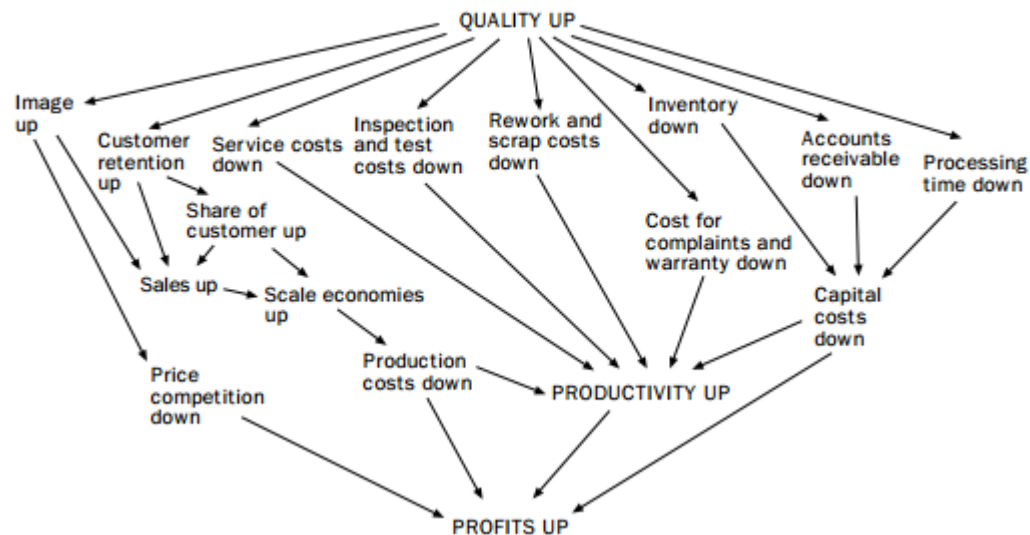 QUALITY UP
Image
up
Customer
retention
up
Service costs
down
Inspection
and test
costs down
Rework and
scrap costs
down
Inventory
down
Accounts
receivable
down
Processing
time down
Share of
customer up
Cost for
complaints and
warranty down
Sales up
Scale economies
up
Capital
costs
down
Price
competition
down
Production
costs down
PRODUCTIVITY UP
PROFITS UP